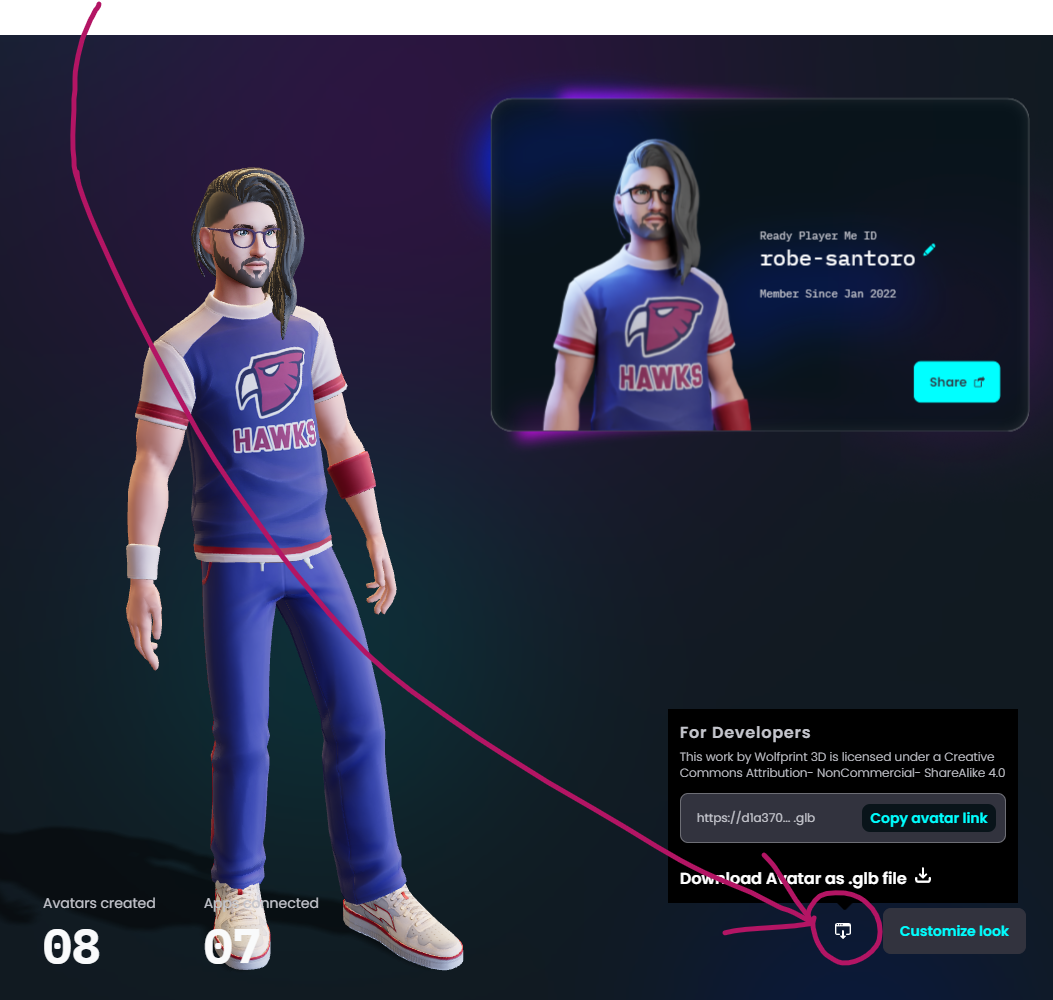 HAWKS
Ready Player Me ID
robe-santoro
Member Since Jan 2022
HAWKS
Share
For Developers
This work by Wolfprint 3D is licensed under a Creative
Commons Attribution- NonCommercial- ShareAlike 4.0
https://d1a370... .glb
Copy avatar link
Download Avatar as .glb file
Avatars created
Apps connected
08
07
Customize look